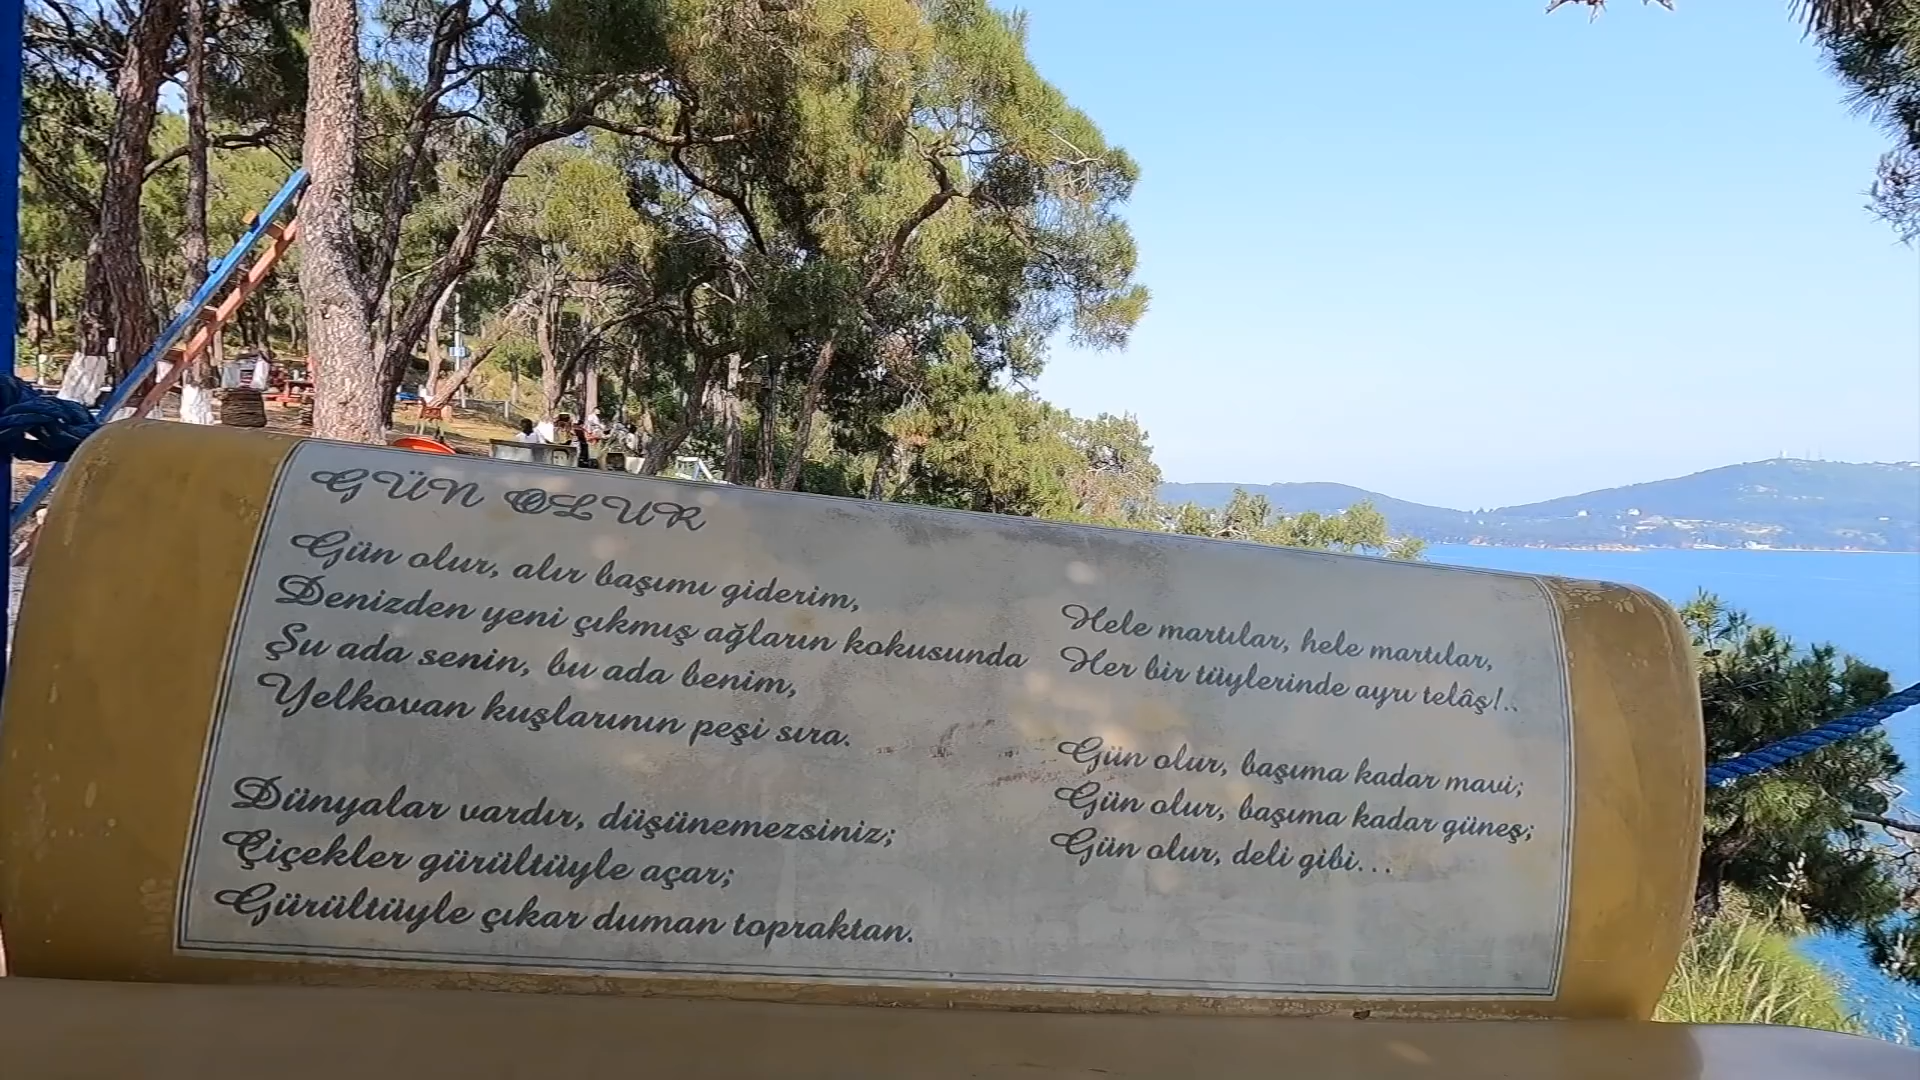 GÜN OLUR
Gün olur, alır başımı giderim,
Denizden yeni çıkmış ağların kokusunda
Şu ada senin, bu ada benim,
Yelkovan kuşlarının peşi sıra.
Dünyalar vardır, düşünemezsiniz;
Çiçekler gürültüyle açar;
Gürültüyle çıkar duman topraktan.
Hele martılar, hele martılar,
Her bir tüylerinde ayrı telâş!..
Gün olur, başıma kadar mavi;
Gün olur, başıma kadar güneş;
Gün olur, deli gibi...